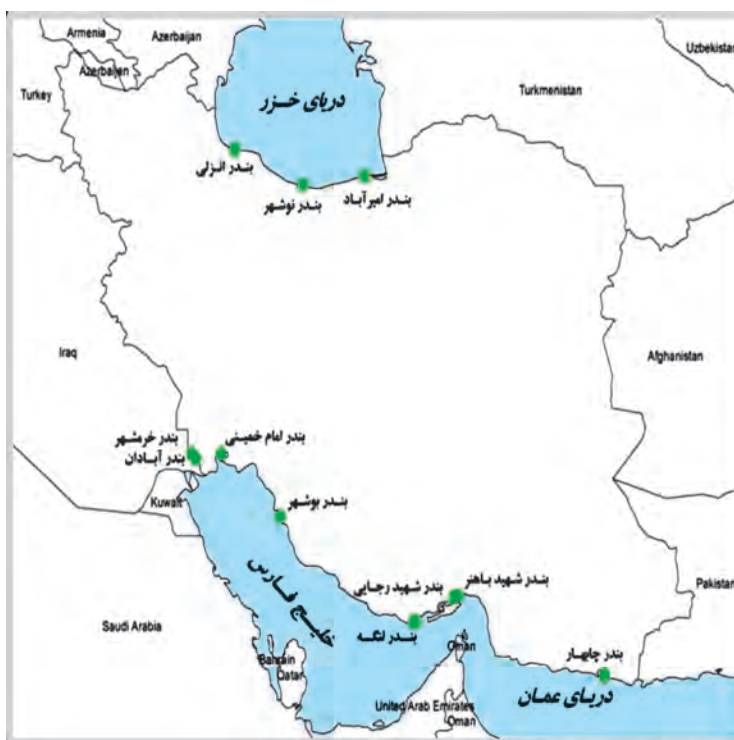 Armenia
Azerbaijan
Uzbekistan
Azerbaijan
Turkey
دریای خزر
Turkmenistan
بندر انزلی
بندر نوشهر
بندر امیرآباد
Iraq
Afghanistan
بندر خرمشهر
بندر امام خمینی
بندر آبادان
Kuwait
بندر بوشهر
Pakistan
بندر شهید رجایی
بندر شهید باهنر
خلیج فارس
Saudi Arabia
بندر لنگه
Oman
Bahrain
Qatar
بندر چابهار
دریای عمان
United Arab Emirates
Oman